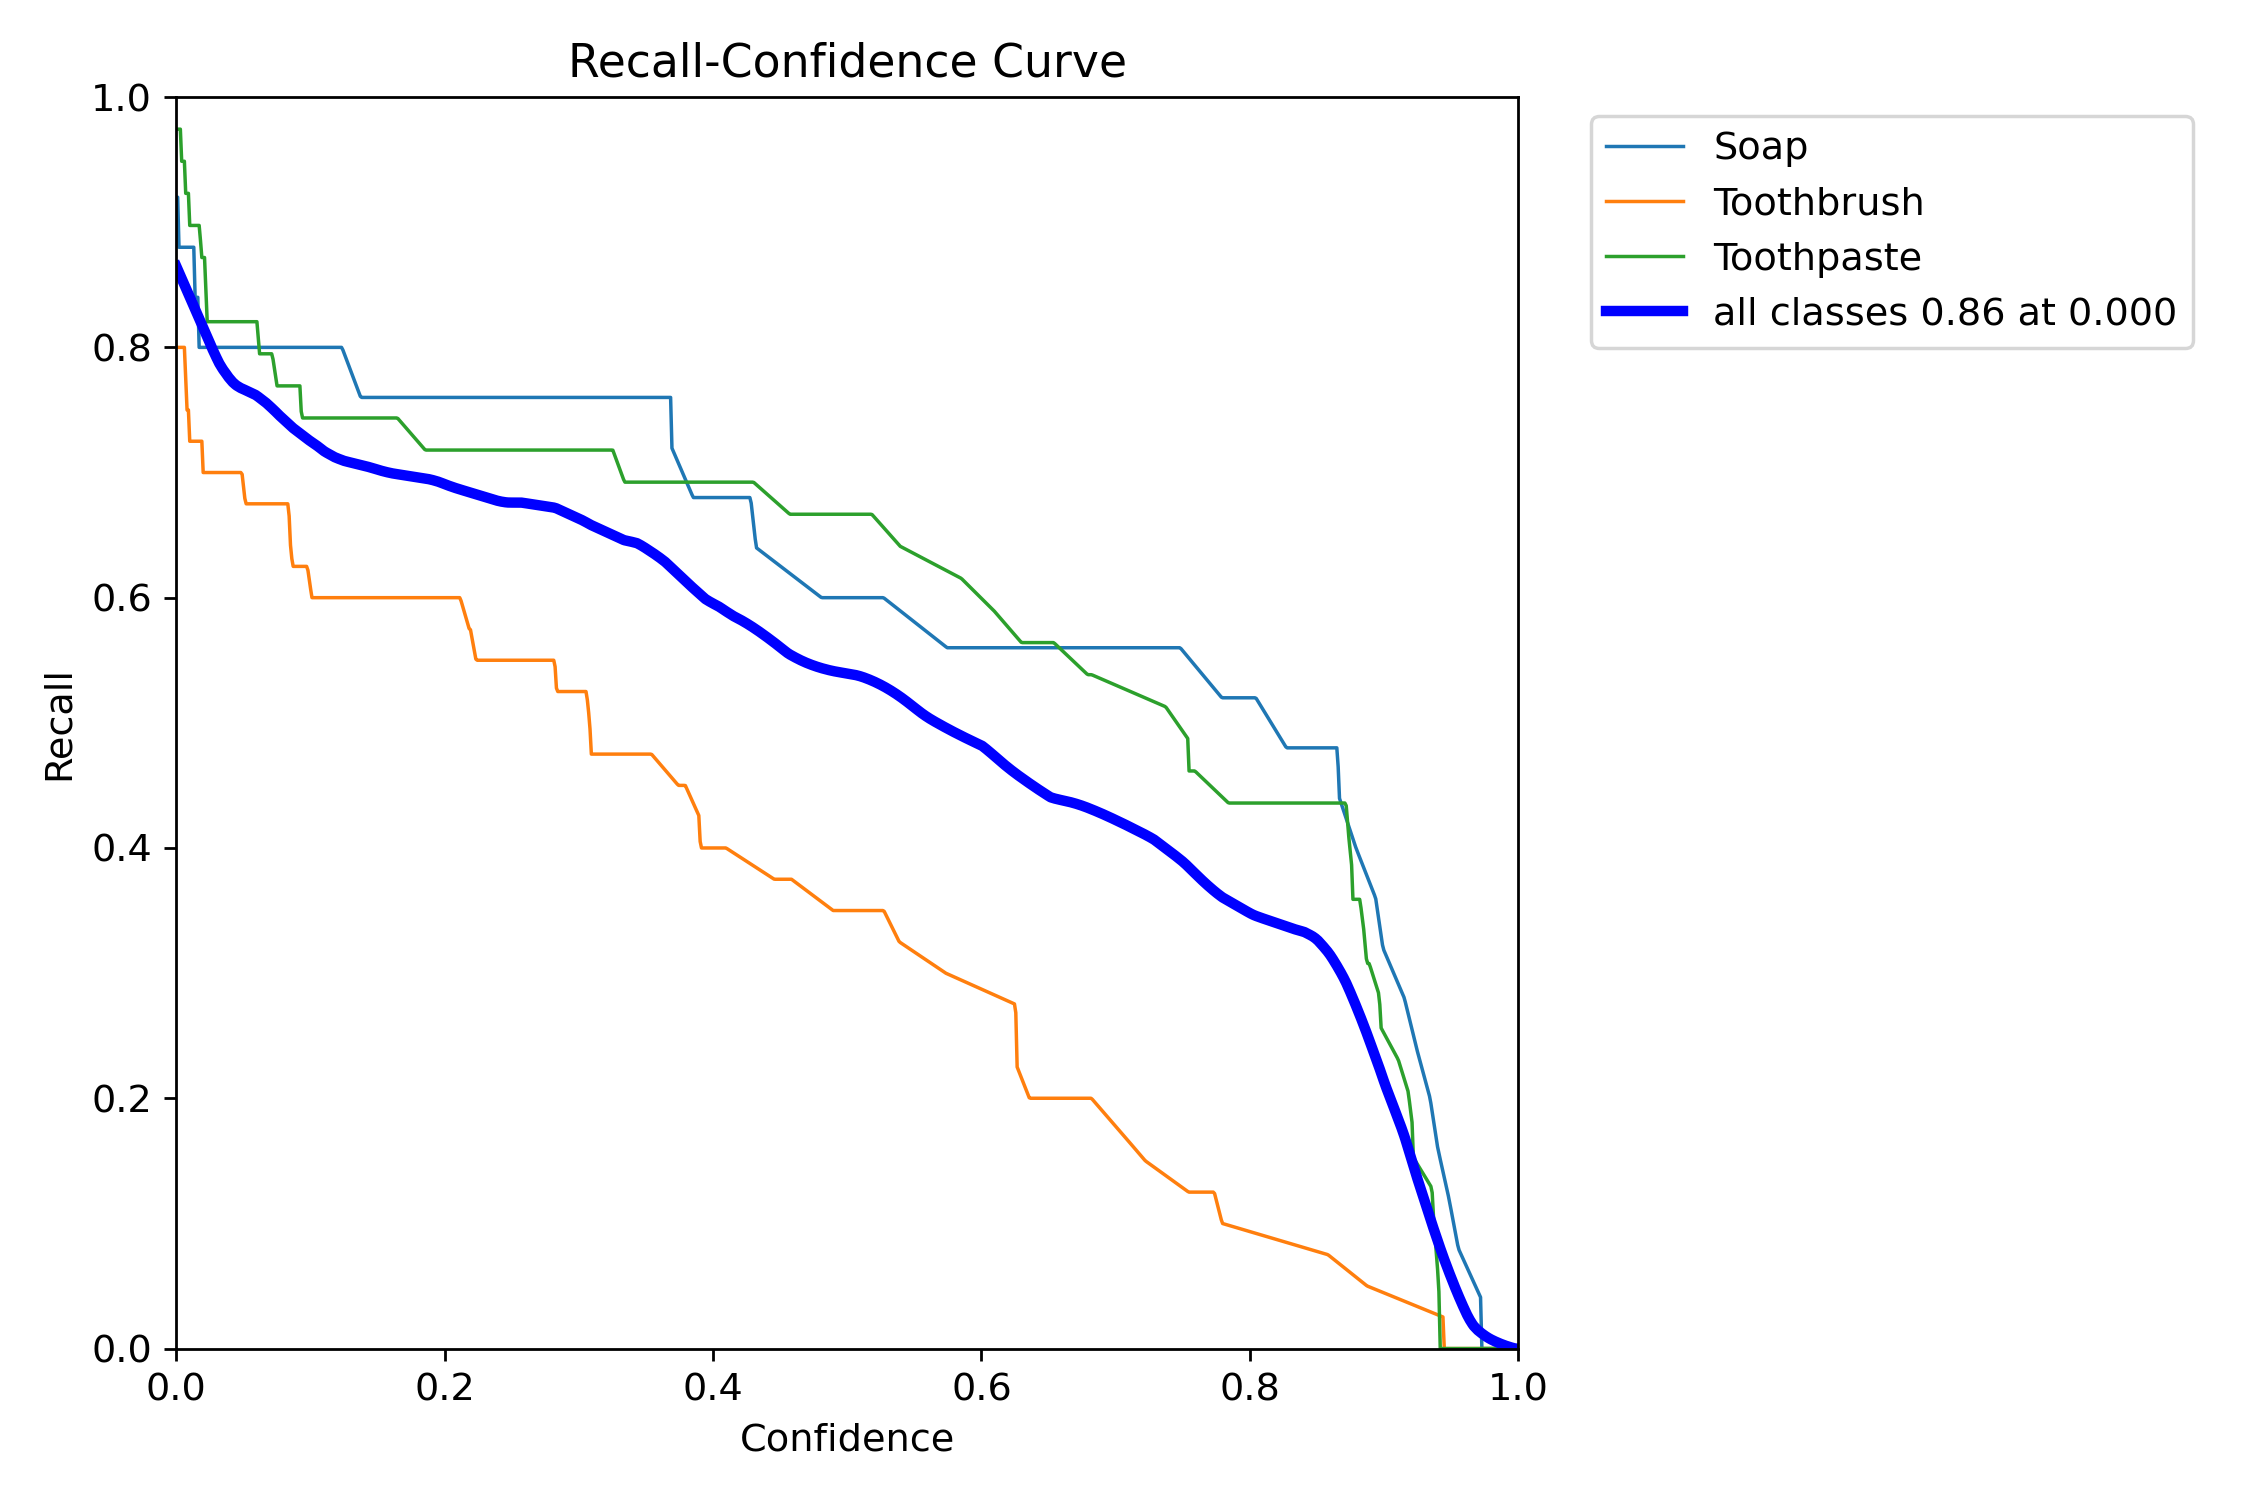 Recall-Confidence Curve
1.0
0.8
0.6
0.4
0.2
0.0
Recall
0.0 0.2 0.4 0.6 0.8 1.0
Confidence
Soap
Toothbrush
Toothpaste
all classes 0.86 at 0.000